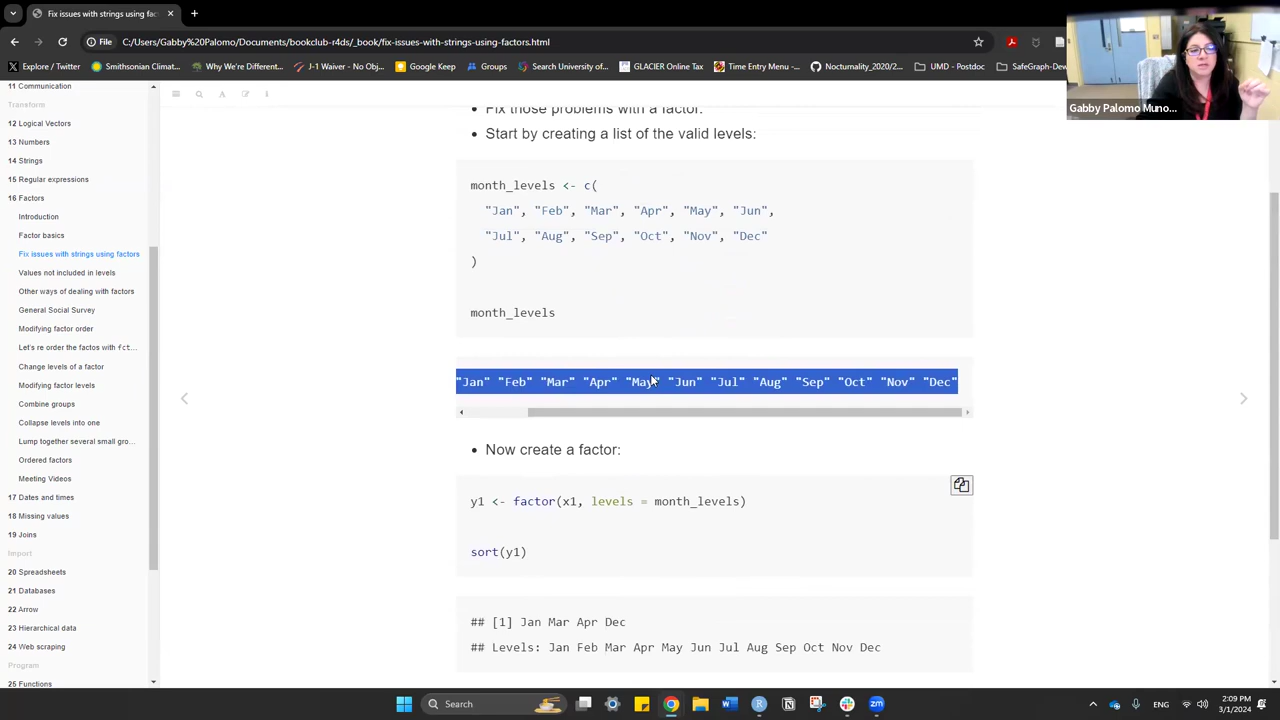 Fix issues with strings using fac
File
C:/Users/Gabby%20Palomo/Documents/bookclub-r4ds/_book/fix-issues-with-strings-using-factors.html
Explore / Twitter
Smithsonian Climat...
Why We're Different...
J-1 Waiver - No Obj...
Google Keep
Grupos
Google Scholar
SussexBus
GLACIER Online Tax
Time Entry Menu -...
Nocturnality_2020/2...
UMD - Postdoc
SafeGraph-Dewe
Gabby Palomo Muno...
11 Communication
Transform
12 Logical Vectors
13 Numbers
14 Strings
15 Regular expressions
16 Factors
Introduction
Factor basics
Fix issues with strings using factors
Values not included in levels
Other ways of dealing with factors
General Social Survey
Modifying factor order
Let's re order the factos with fct...
Change levels of a factor
Modifying factor levels
Combine groups
Collapse levels into one
Lump together several small gro...
Ordered factors
Meeting Videos
17 Dates and times
18 Missing values
19 Joins
Import
20 Spreadsheets
21 Databases
22 Arrow
23 Hierarchical data
24 Web scraping
Program
25 Functions
• Fix those problems with a factor.
• Start by creating a list of the valid levels:
month_levels <- c(
"Jan", "Feb", "Mar", "Apr", "May", "Jun",
"Jul", "Aug", "Sep", "Oct", "Nov", "Dec"
)
month_levels
"Jan" "Feb" "Mar" "Apr" "May" "Jun" "Jul" "Aug" "Sep" "Oct" "Nov" "Dec"
• Now create a factor:
y1 <- factor(x1, levels = month_levels)
sort(y1)
## [1] Jan Mar Apr Dec
## Levels: Jan Feb Mar Apr May Jun Jul Aug Sep Oct Nov Dec
Search
2:09 PM
3/1/2024